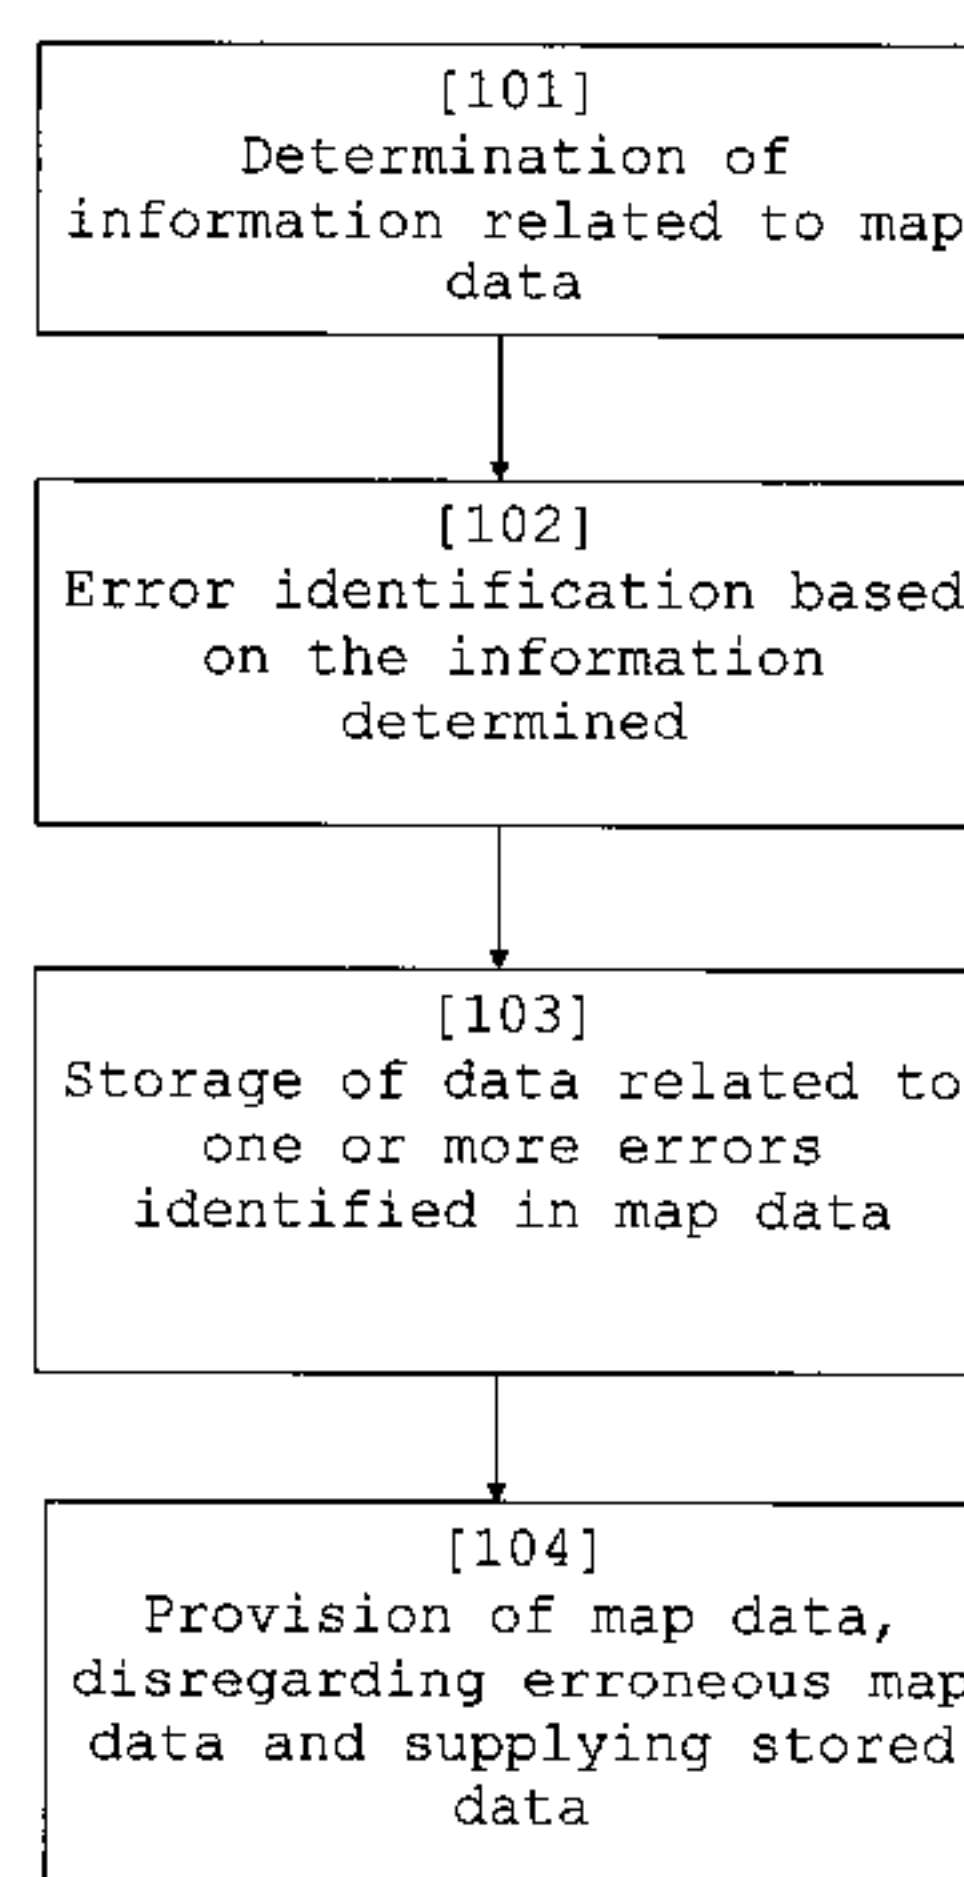 [101]
Determination of
information related to map
data
[102]
Error identification based
on the information
determined
[103]
Storage of data related to
one or more errors
identified in map data
[104]
Provision of map data,
disregarding erroneous map
data and supplying stored
data